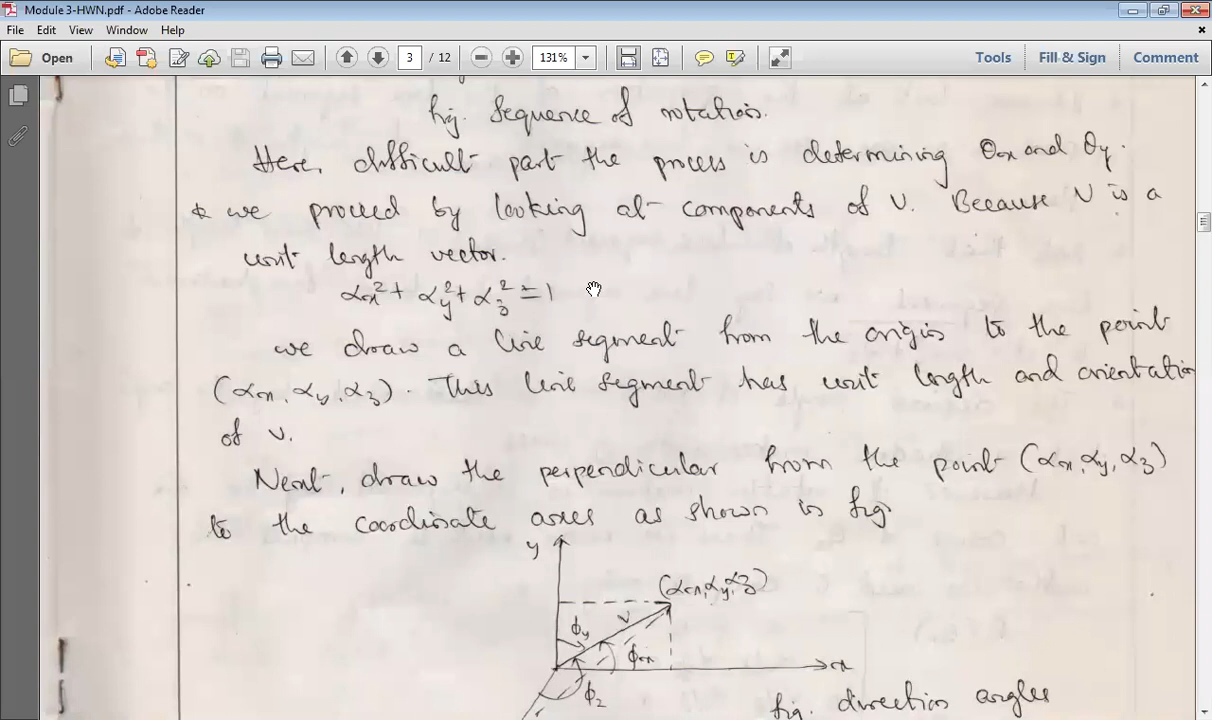 Module 3-HWN.pdf - Adobe Reader
File Edit View Window Help
Open 3 / 12 131% Tools Fill & Sign Comment
fig. Sequence of rotation.
Here, difficult part the process is determining θx and θy.
* we proceed by looking at components of V. Because V is a
unit length vector.
αx² + αy² + αz² = 1
we draw a line segment from the origin to the point
(αx, αy, αz). This line segment has unit length and orientation
of v.
Next, draw the perpendicular from the point (αx, αy, αz)
to the coordinate axes as shown in fig
y
(αx, αy, αz)
φy v
φx x
φz
fig. direction angles